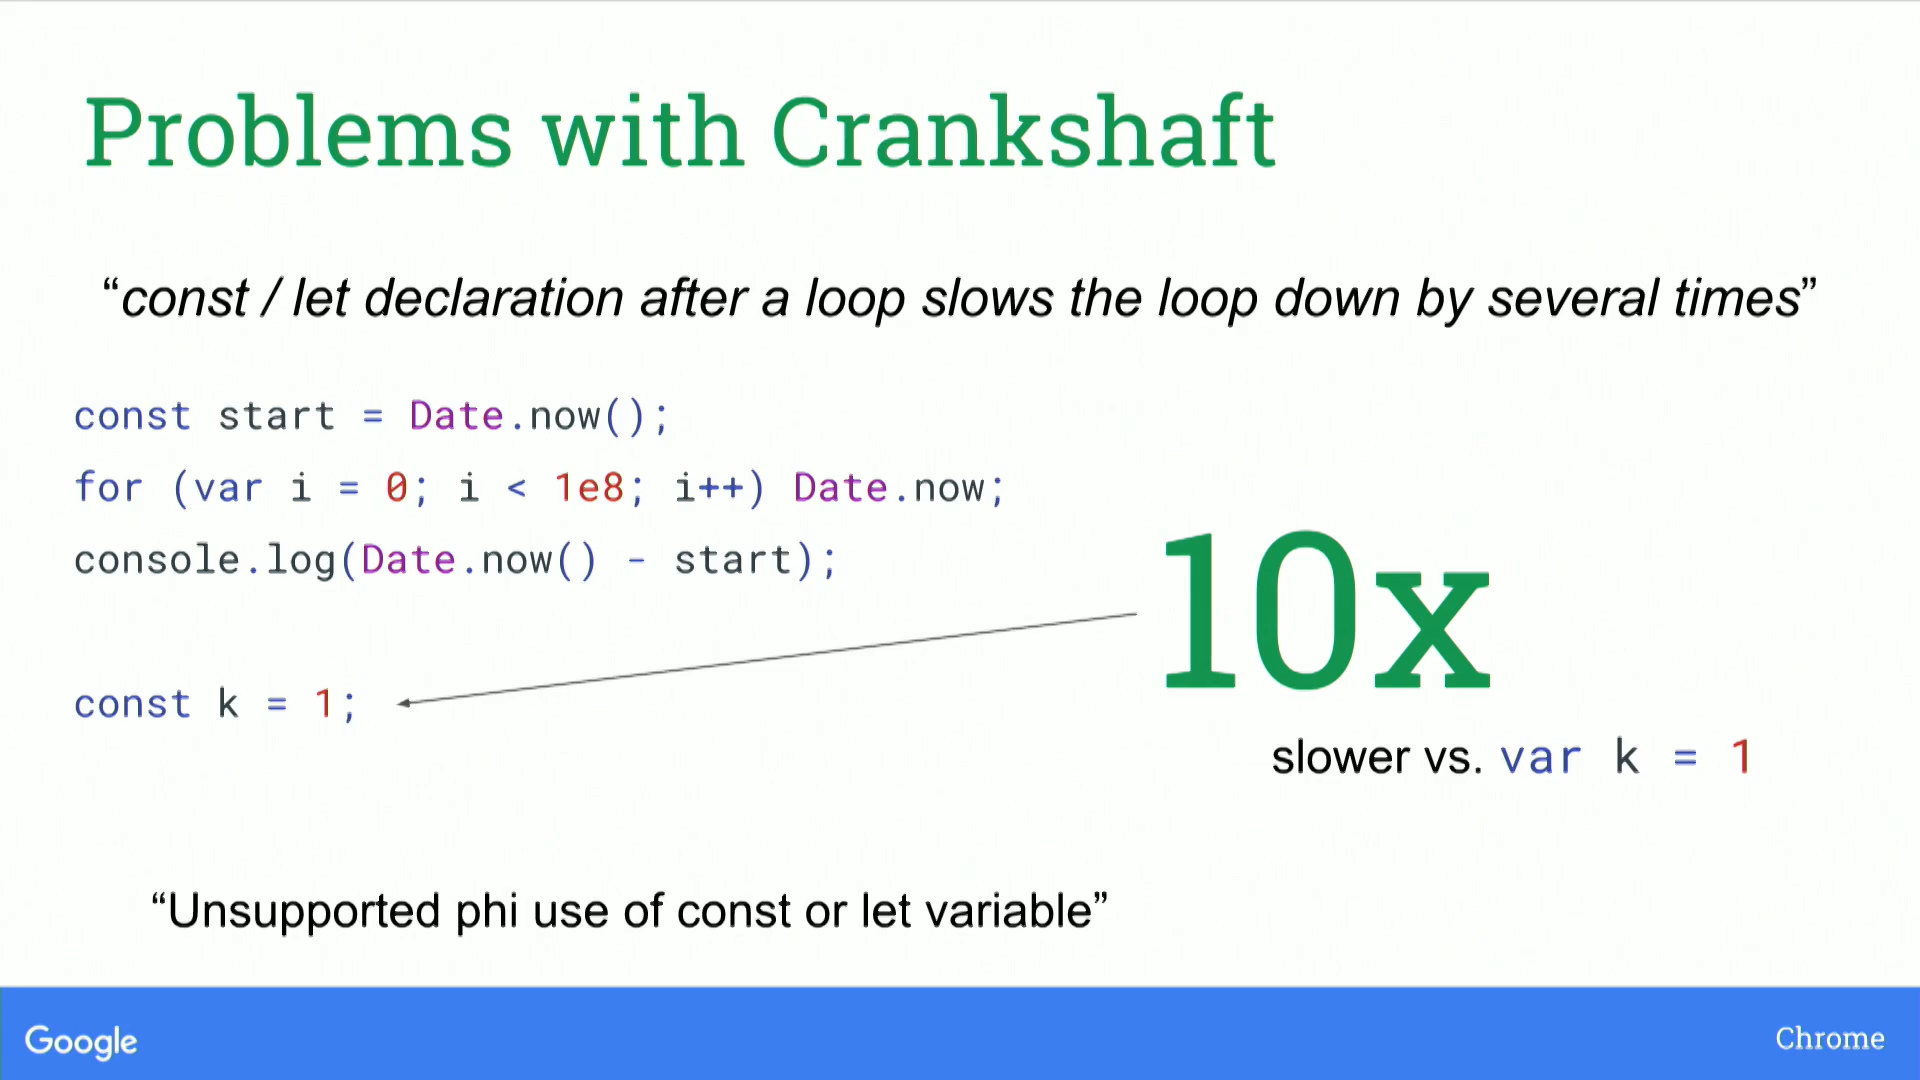 Problems with Crankshaft
“const / let declaration after a loop slows the loop down by several times”
const start = Date.now();
for (var i = 0; i < 1e8; i++) Date.now;
console.log(Date.now() - start);
const k = 1;
10x
slower vs. var k = 1
“Unsupported phi use of const or let variable”
Google
Chrome